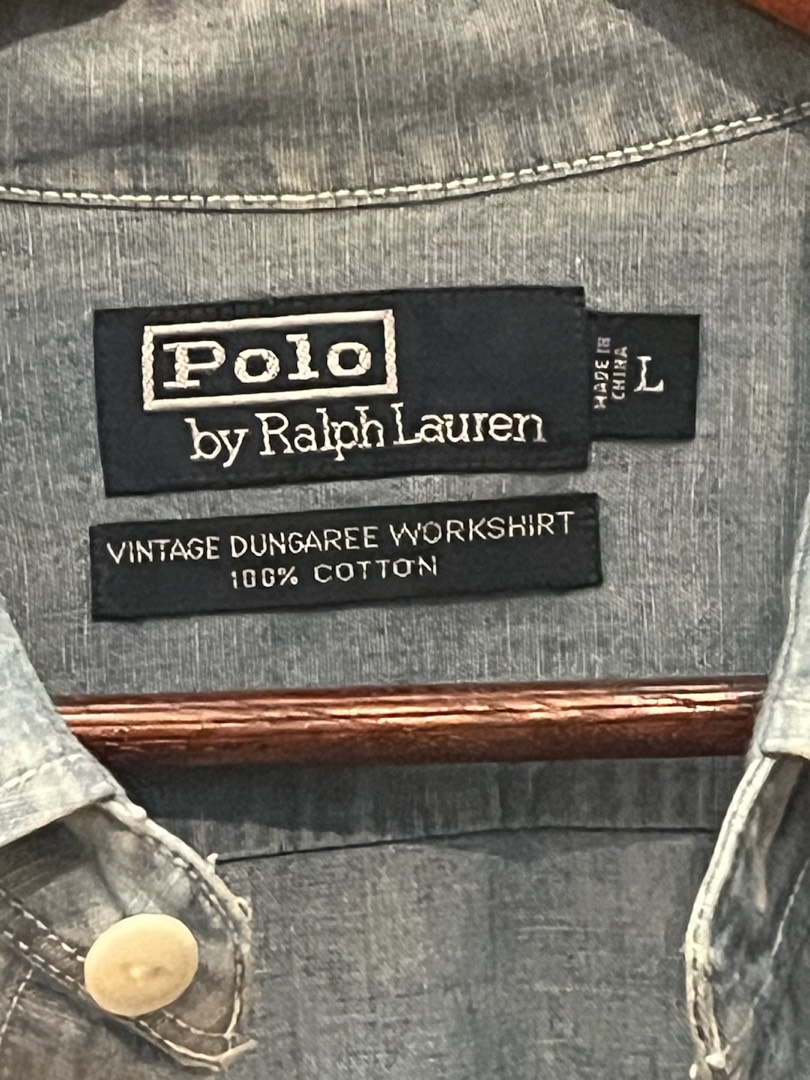 Polo
by Ralph Lauren
MADE IN
CHINA
L
VINTAGE DUNGAREE WORKSHIRT
100% COTTON